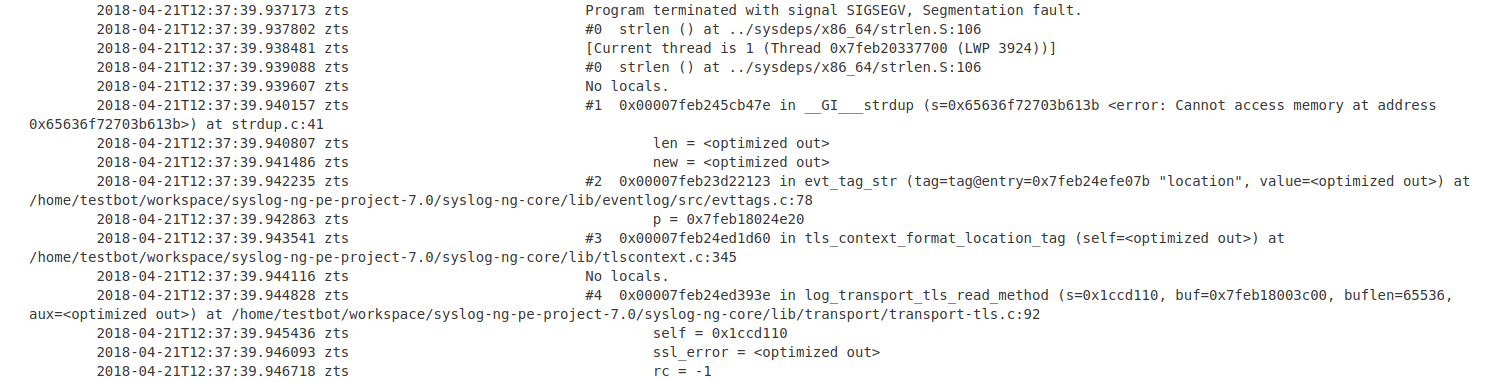 2018-04-21T12:37:39.937173 zts Program terminated with signal SIGSEGV, Segmentation fault.
2018-04-21T12:37:39.937802 zts #0  strlen () at ../sysdeps/x86_64/strlen.S:106
2018-04-21T12:37:39.938481 zts [Current thread is 1 (Thread 0x7feb20337700 (LWP 3924))]
2018-04-21T12:37:39.939088 zts #0  strlen () at ../sysdeps/x86_64/strlen.S:106
2018-04-21T12:37:39.939607 zts No locals.
2018-04-21T12:37:39.940157 zts #1  0x00007feb245cb47e in __GI___strdup (s=0x65636f72703b613b <error: Cannot access memory at address
0x65636f72703b613b>) at strdup.c:41
2018-04-21T12:37:39.940807 zts len = <optimized out>
2018-04-21T12:37:39.941486 zts new = <optimized out>
2018-04-21T12:37:39.942235 zts #2  0x00007feb23d22123 in evt_tag_str (tag=tag@entry=0x7feb24efe07b "location", value=<optimized out>) at
/home/testbot/workspace/syslog-ng-pe-project-7.0/syslog-ng-core/lib/eventlog/src/evttags.c:78
2018-04-21T12:37:39.942863 zts p = 0x7feb18024e20
2018-04-21T12:37:39.943541 zts #3  0x00007feb24ed1d60 in tls_context_format_location_tag (self=<optimized out>) at
/home/testbot/workspace/syslog-ng-pe-project-7.0/syslog-ng-core/lib/tlscontext.c:345
2018-04-21T12:37:39.944116 zts No locals.
2018-04-21T12:37:39.944828 zts #4  0x00007feb24ed393e in log_transport_tls_read_method (s=0x1ccd110, buf=0x7feb18003c00, buflen=65536,
aux=<optimized out>) at /home/testbot/workspace/syslog-ng-pe-project-7.0/syslog-ng-core/lib/transport/transport-tls.c:92
2018-04-21T12:37:39.945436 zts self = 0x1ccd110
2018-04-21T12:37:39.946093 zts ssl_error = <optimized out>
2018-04-21T12:37:39.946718 zts rc = -1